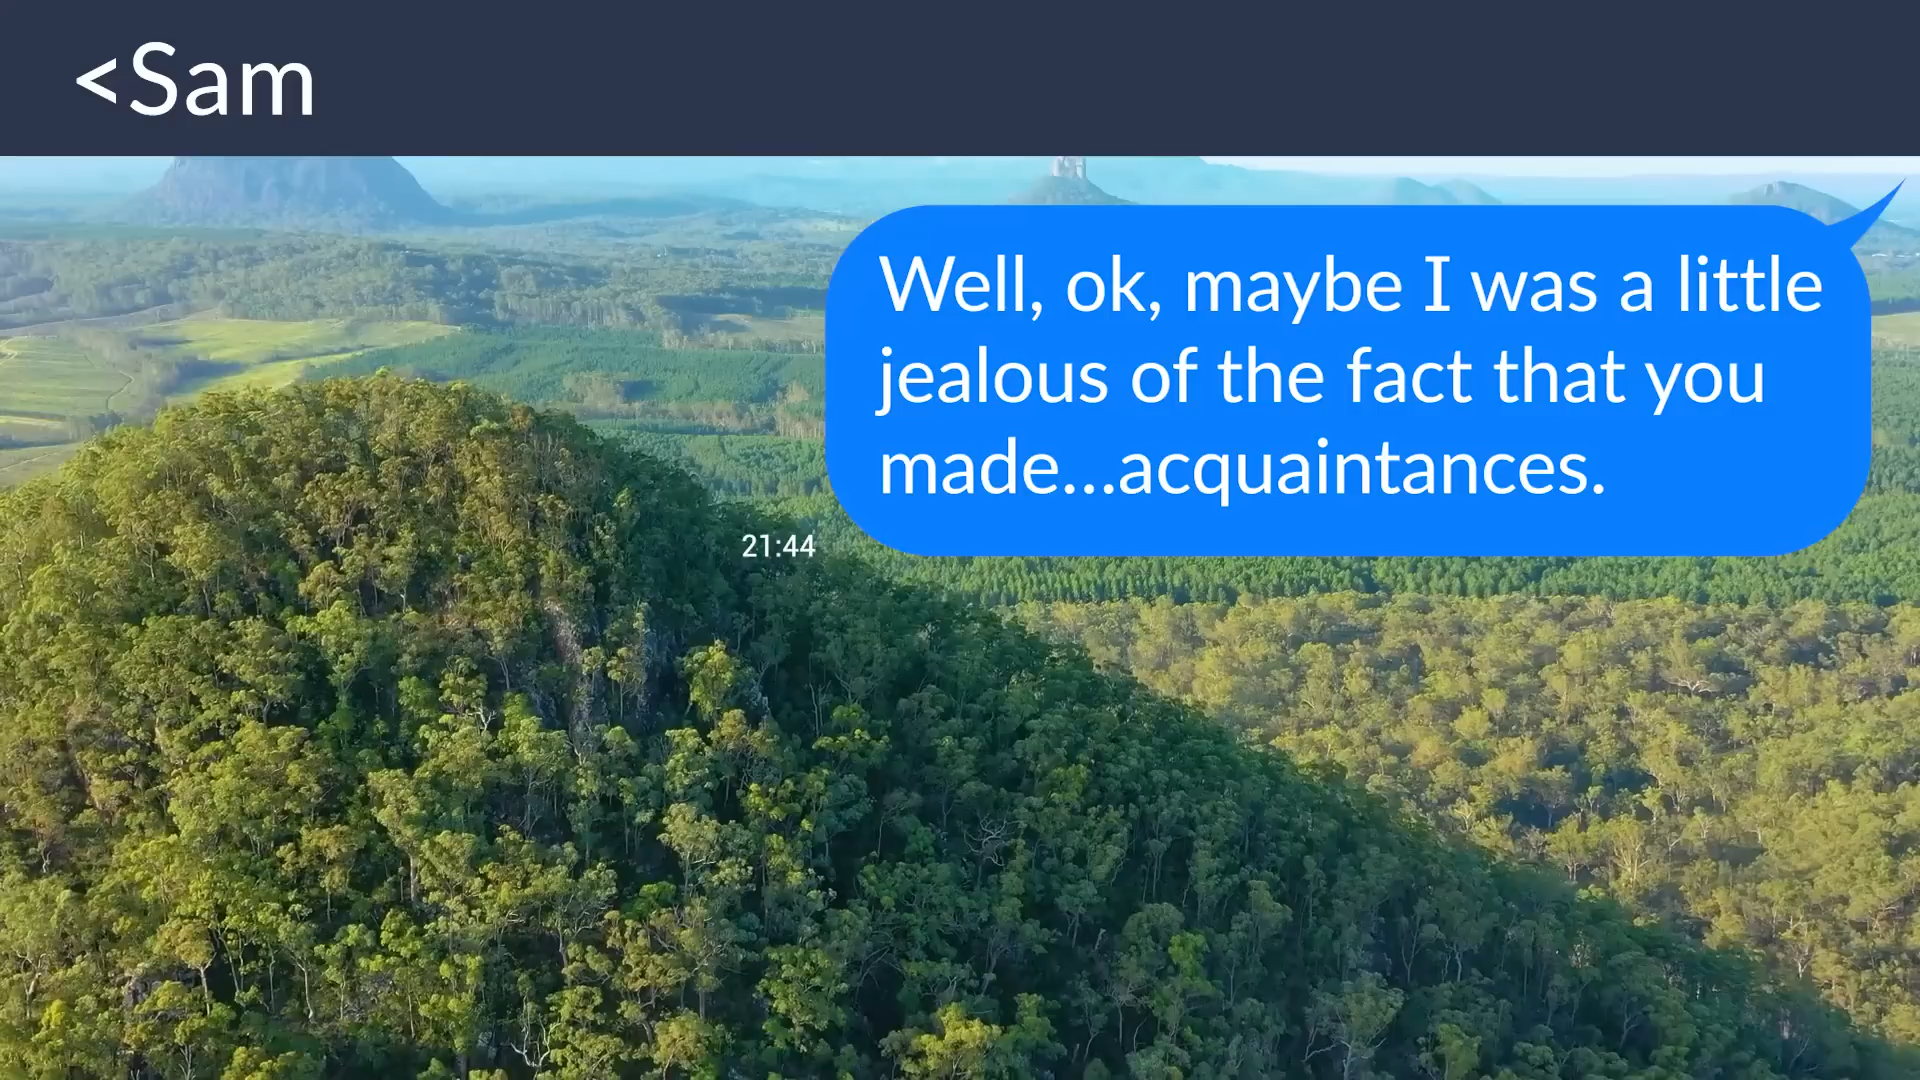 <Sam
Well, ok, maybe I was a little
jealous of the fact that you
made...acquaintances.
21:44